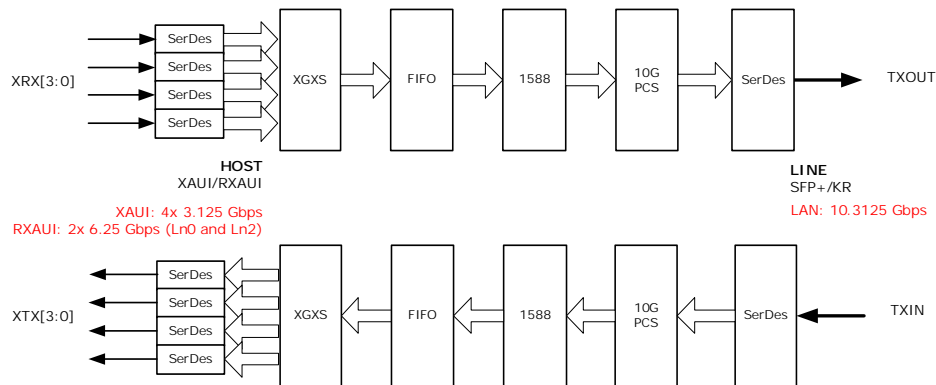 SerDes
SerDes
SerDes
SerDes
XRX[3:0]
XGXS
FIFO
1588
10G
PCS
SerDes
TXOUT
HOST
XAUI/RXAUI
XAUI: 4x 3.125 Gbps
RXAUI: 2x 6.25 Gbps (Ln0 and Ln2)
LINE
SFP+/KR
LAN: 10.3125 Gbps
SerDes
SerDes
SerDes
SerDes
XTX[3:0]
XGXS
FIFO
1588
10G
PCS
SerDes
TXIN